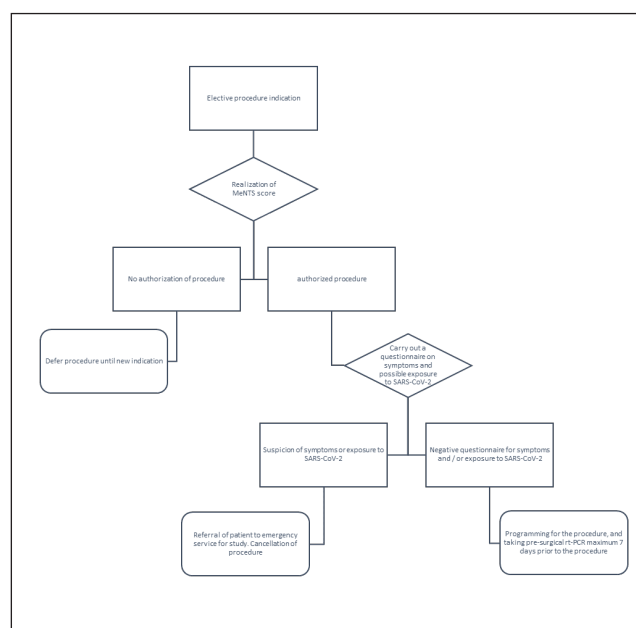 Elective procedure indication
Realization of
MeNTS score
No authorization of procedure
authorized procedure
Defer procedure until new indication
Carry out a
questionnaire on
symptoms and
possible exposure
to SARS-CoV-2
Suspicion of symptoms or exposure to
SARS-CoV-2
Negative questionnaire for symptoms
and / or exposure to SARS-CoV-2
Referral of patient to emergency
service for study. Cancellation of
procedure
Programming for the procedure, and
taking pre-surgical rt-PCR maximum 7
days prior to the procedure